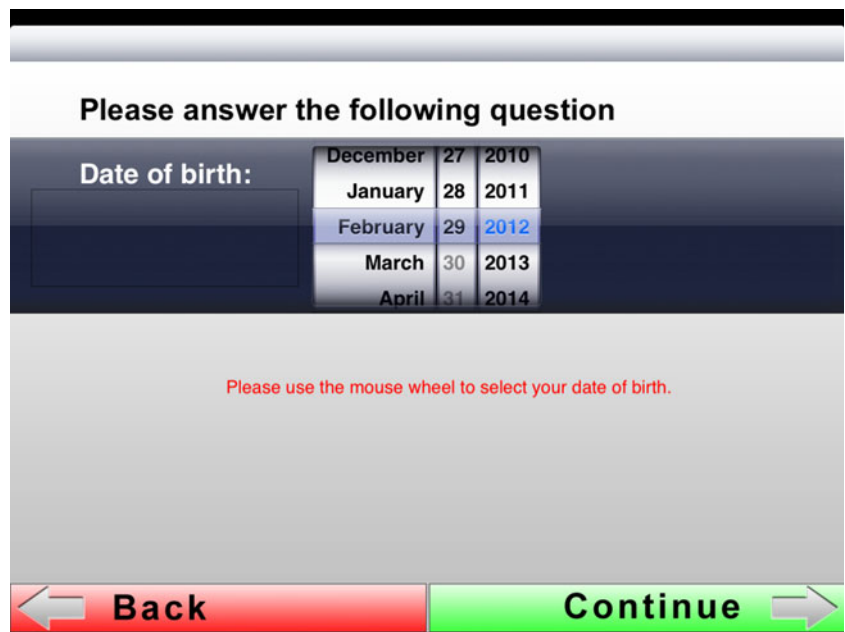 Please answer the following question
Date of birth:
December 27 2010
January 28 2011
February 29 2012
March 30 2013
April 31 2014
Please use the mouse wheel to select your date of birth.
Back
Continue